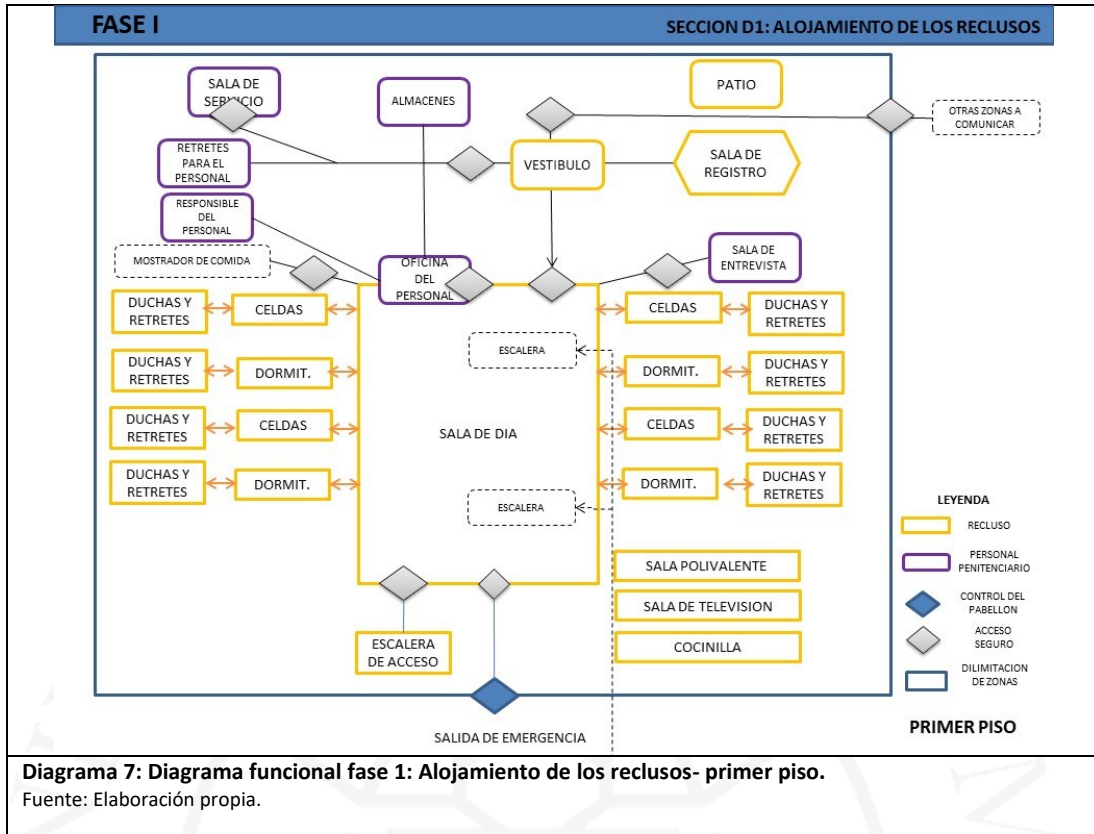 FASE I
SECCION D1: ALOJAMIENTO DE LOS RECLUSOS
SALA DE
SERVICIO
ALMACENES
PATIO
OTRAS ZONAS A
COMUNICAR
RETRETES
PARA EL
PERSONAL
VESTIBULO
SALA DE
REGISTRO
RESPONSIBLE
DEL
PERSONAL
MOSTRADOR DE COMIDA
OFICINA
DEL
PERSONAL
SALA DE
ENTREVISTA
DUCHAS Y
RETRETES
CELDAS
CELDAS
DUCHAS Y
RETRETES
ESCALERA
DUCHAS Y
RETRETES
DORMIT.
DORMIT.
DUCHAS Y
RETRETES
DUCHAS Y
RETRETES
CELDAS
SALA DE DIA
CELDAS
DUCHAS Y
RETRETES
DUCHAS Y
RETRETES
DORMIT.
DORMIT.
DUCHAS Y
RETRETES
ESCALERA
SALA POLIVALENTE
SALA DE TELEVISION
COCINILLA
ESCALERA
DE ACCESO
SALIDA DE EMERGENCIA
LEYENDA
RECLUSO
PERSONAL
PENITENCIARIO
CONTROL DEL
PABELLON
ACCESO
SEGURO
DILIMITACION
DE ZONAS
PRIMER PISO
Diagrama 7: Diagrama funcional fase 1: Alojamiento de los reclusos- primer piso.
Fuente: Elaboración propia.